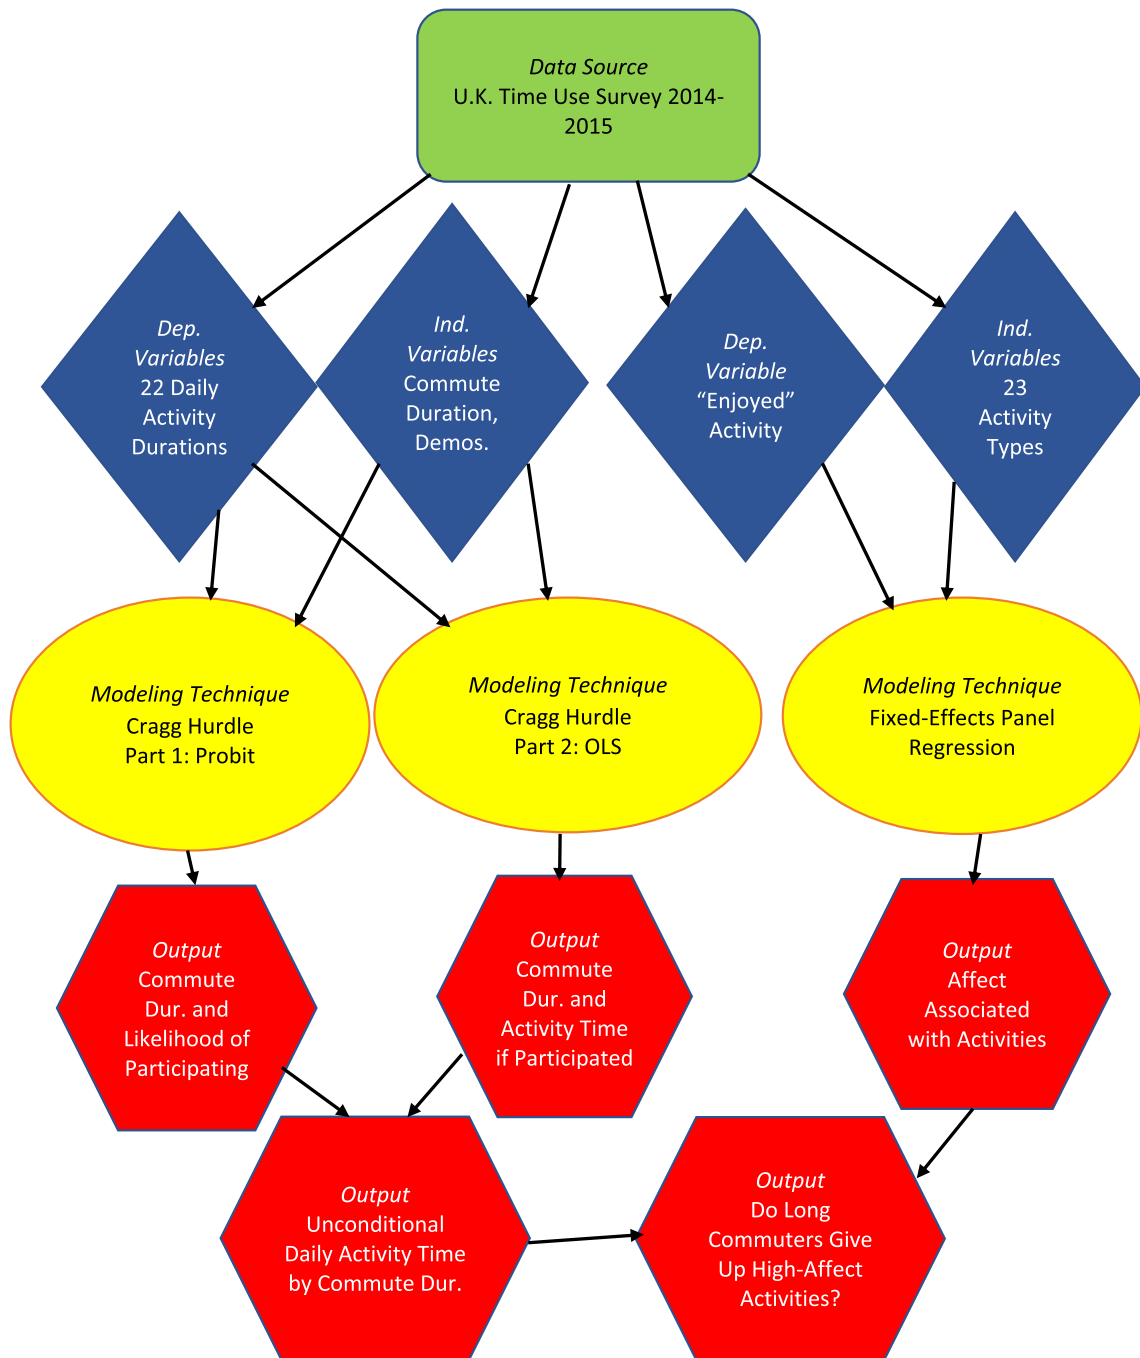 Data Source
U.K. Time Use Survey 2014-
2015
Dep.
Variables
22 Daily
Activity
Durations
Ind.
Variables
Commute
Duration,
Demos.
Dep.
Variable
“Enjoyed”
Activity
Ind.
Variables
23
Activity
Types
Modeling Technique
Cragg Hurdle
Part 1: Probit
Modeling Technique
Cragg Hurdle
Part 2: OLS
Modeling Technique
Fixed-Effects Panel
Regression
Output
Commute
Dur. and
Likelihood of
Participating
Output
Commute
Dur. and
Activity Time
if Participated
Output
Affect
Associated
with Activities
Output
Unconditional
Daily Activity Time
by Commute Dur.
Output
Do Long
Commuters Give
Up High-Affect
Activities?